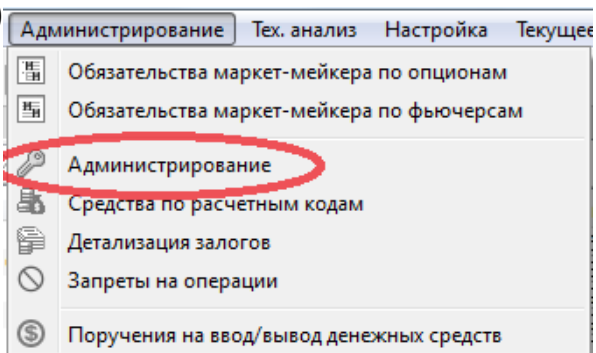 Администрирование Тех. анализ Настройка Текущее
Обязательства маркет-мейкера по опционам
Обязательства маркет-мейкера по фьючерсам
Администрирование
Средства по расчетным кодам
Детализация залогов
Запреты на операции
Поручения на ввод/вывод денежных средств